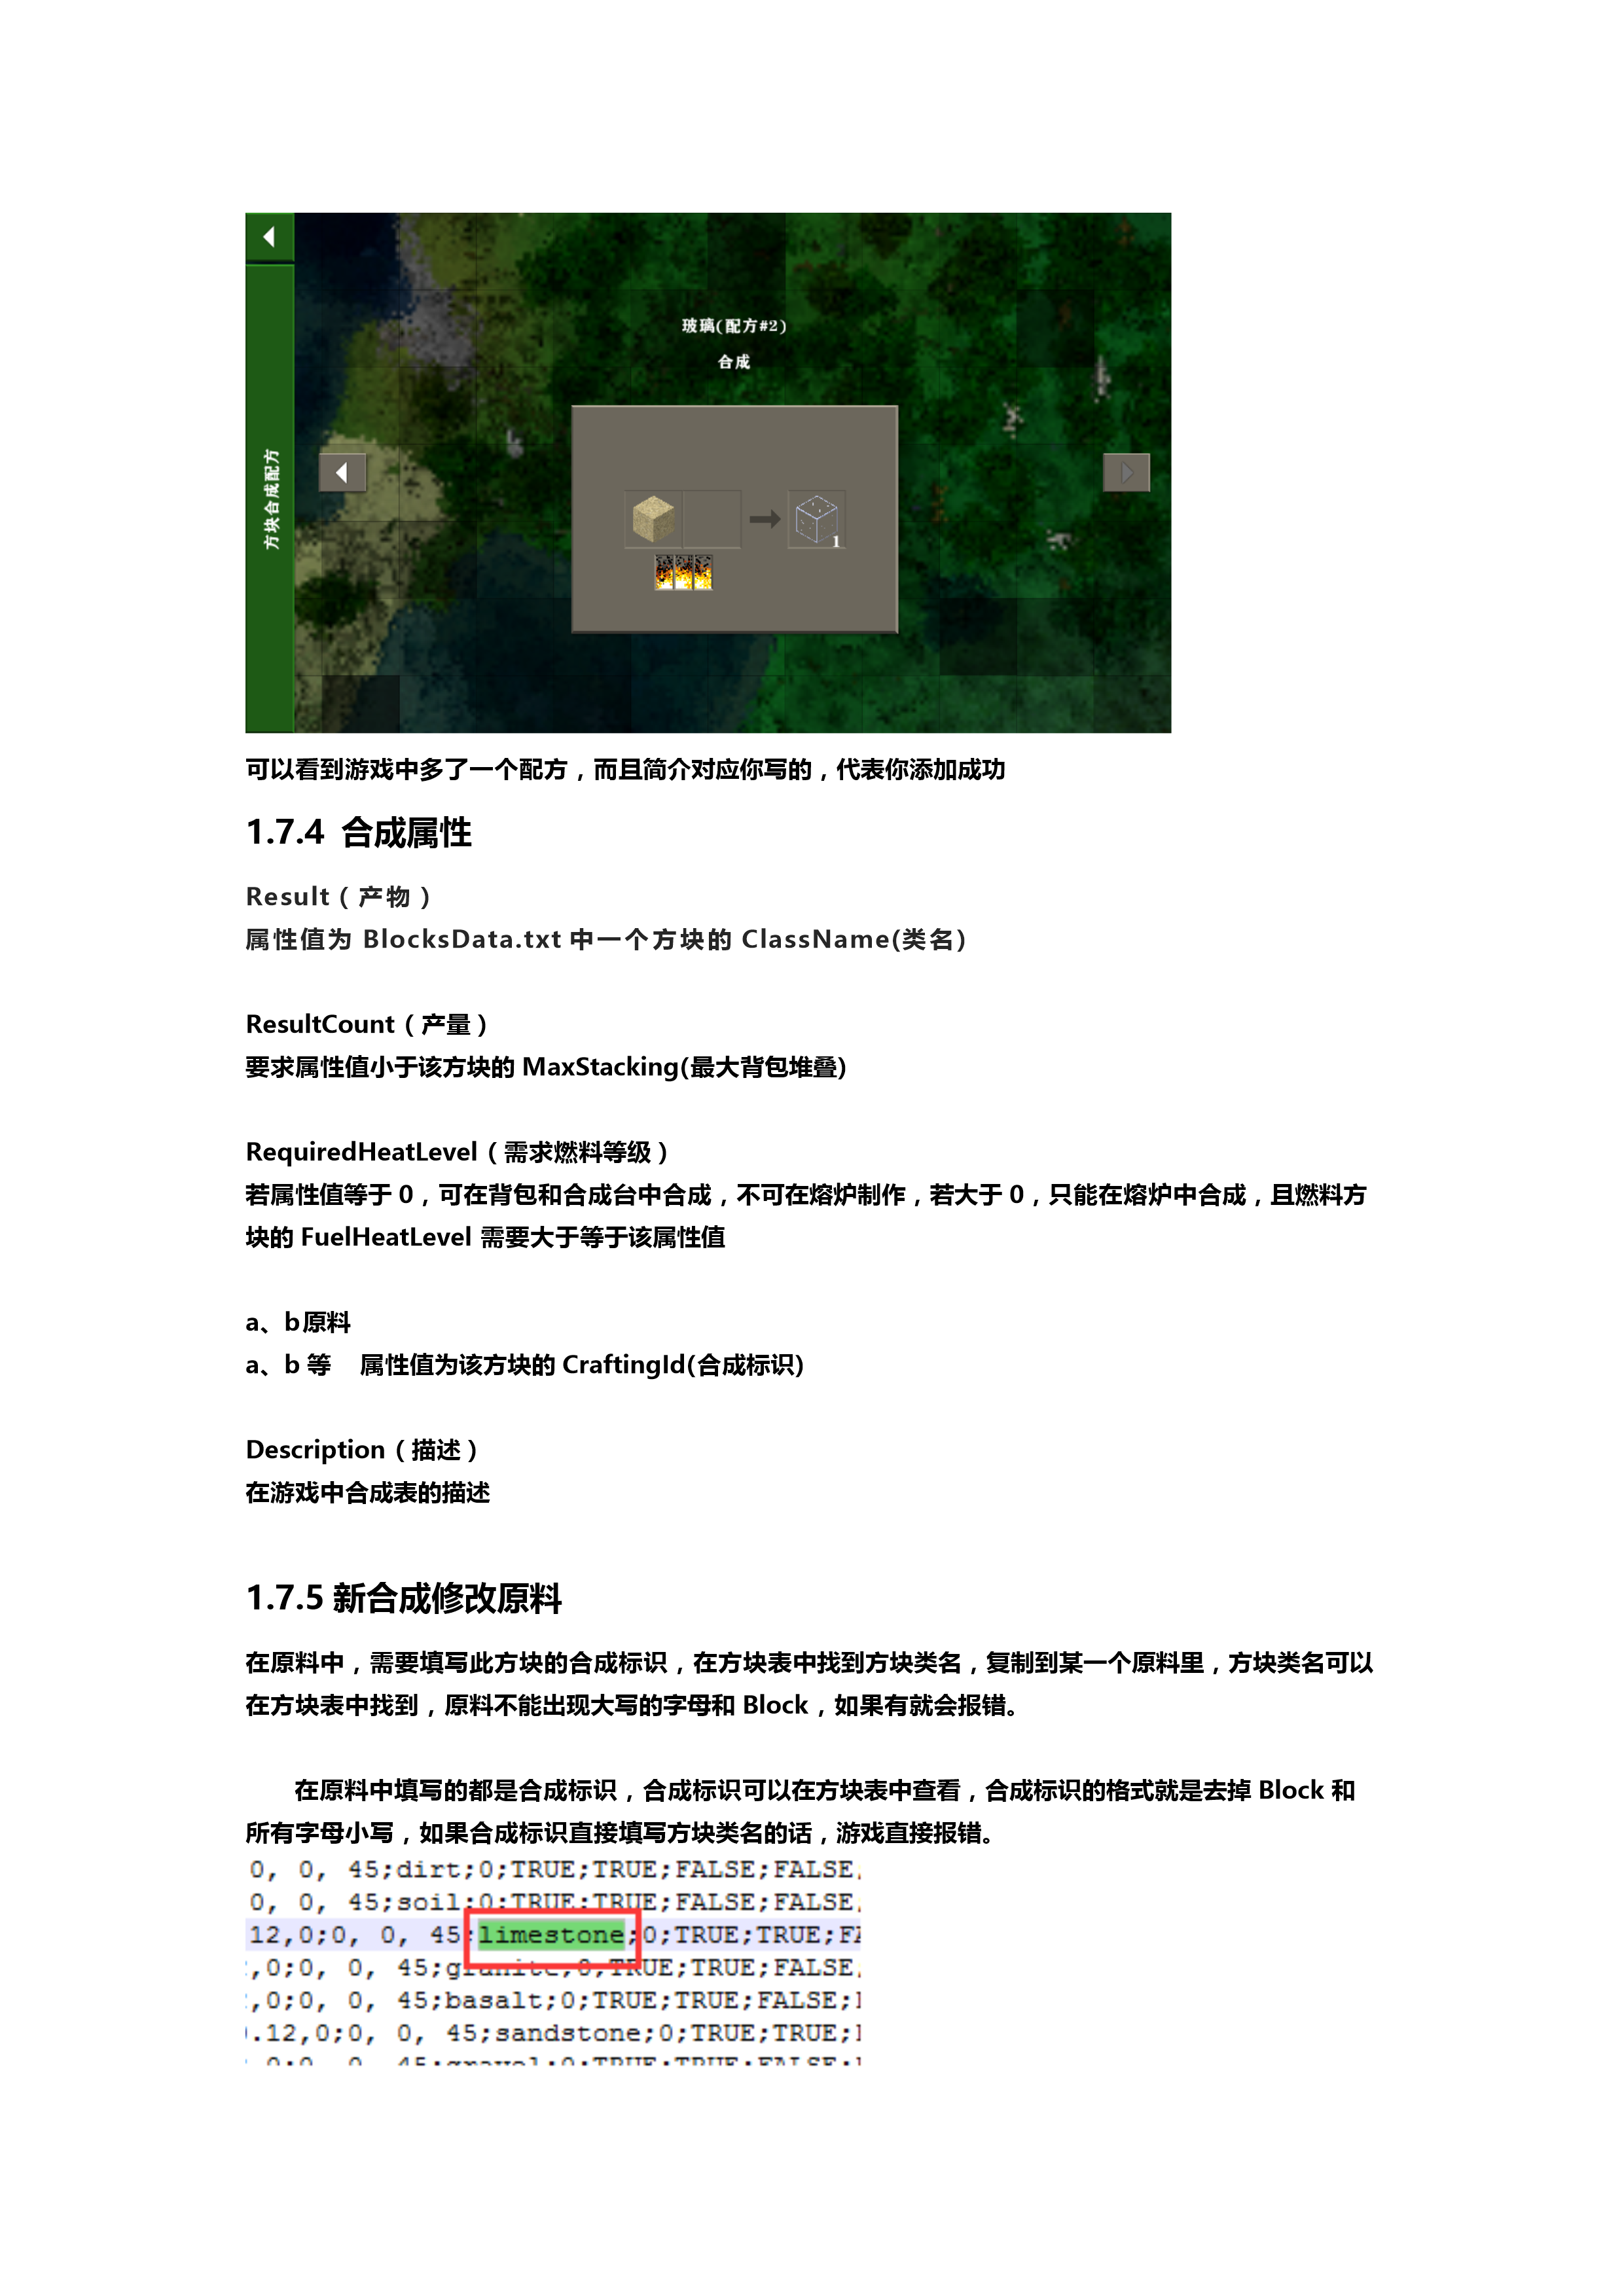 玻璃(配方#2)
合成
方块合成配方
1
可以看到游戏中多了一个配方，而且简介对应你写的，代表你添加成功
1.7.4 合成属性
Result（产物）
属性值为 BlocksData.txt 中一个方块的 ClassName(类名)
ResultCount（产量）
要求属性值小于该方块的 MaxStacking(最大背包堆叠)
RequiredHeatLevel（需求燃料等级）
若属性值等于 0，可在背包和合成台中合成，不可在熔炉制作，若大于 0，只能在熔炉中合成，且燃料方
块的 FuelHeatLevel 需要大于等于该属性值
a、b原料
a、b 等　属性值为该方块的 CraftingId(合成标识)
Description（描述）
在游戏中合成表的描述
1.7.5 新合成修改原料
在原料中，需要填写此方块的合成标识，在方块表中找到方块类名，复制到某一个原料里，方块类名可以
在方块表中找到，原料不能出现大写的字母和 Block，如果有就会报错。
在原料中填写的都是合成标识，合成标识可以在方块表中查看，合成标识的格式就是去掉 Block 和
所有字母小写，如果合成标识直接填写方块类名的话，游戏直接报错。
0, 0, 45;dirt;0;TRUE;TRUE;FALSE;FALSE;
0, 0, 45;soil;0;TRUE;TRUE;FALSE;FALSE;
12,0;0, 0, 45;limestone;0;TRUE;TRUE;FA
,0;0, 0, 45;granite;0;TRUE;TRUE;FALSE;
,0;0, 0, 45;basalt;0;TRUE;TRUE;FALSE;
.12,0;0, 0, 45;sandstone;0;TRUE;TRUE;
0;0, 0, 45;gravel;0;TRUE;TRUE;FALSE;